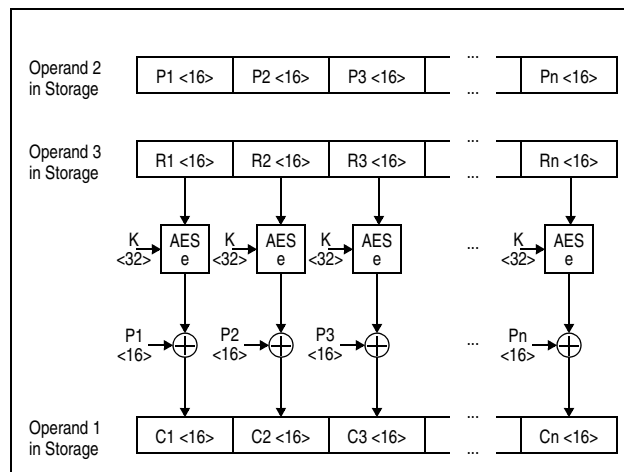 Operand 2
in Storage
P1 <16> P2 <16> P3 <16> ... ... Pn <16>
Operand 3
in Storage
R1 <16> R2 <16> R3 <16> ... ... Rn <16>
K
<32>
AES
e
K
<32>
AES
e
K
<32>
AES
e
...
K
<32>
AES
e
P1
<16>
P2
<16>
P3
<16>
...
Pn
<16>
Operand 1
in Storage
C1 <16> C2 <16> C3 <16> ... ... Cn <16>